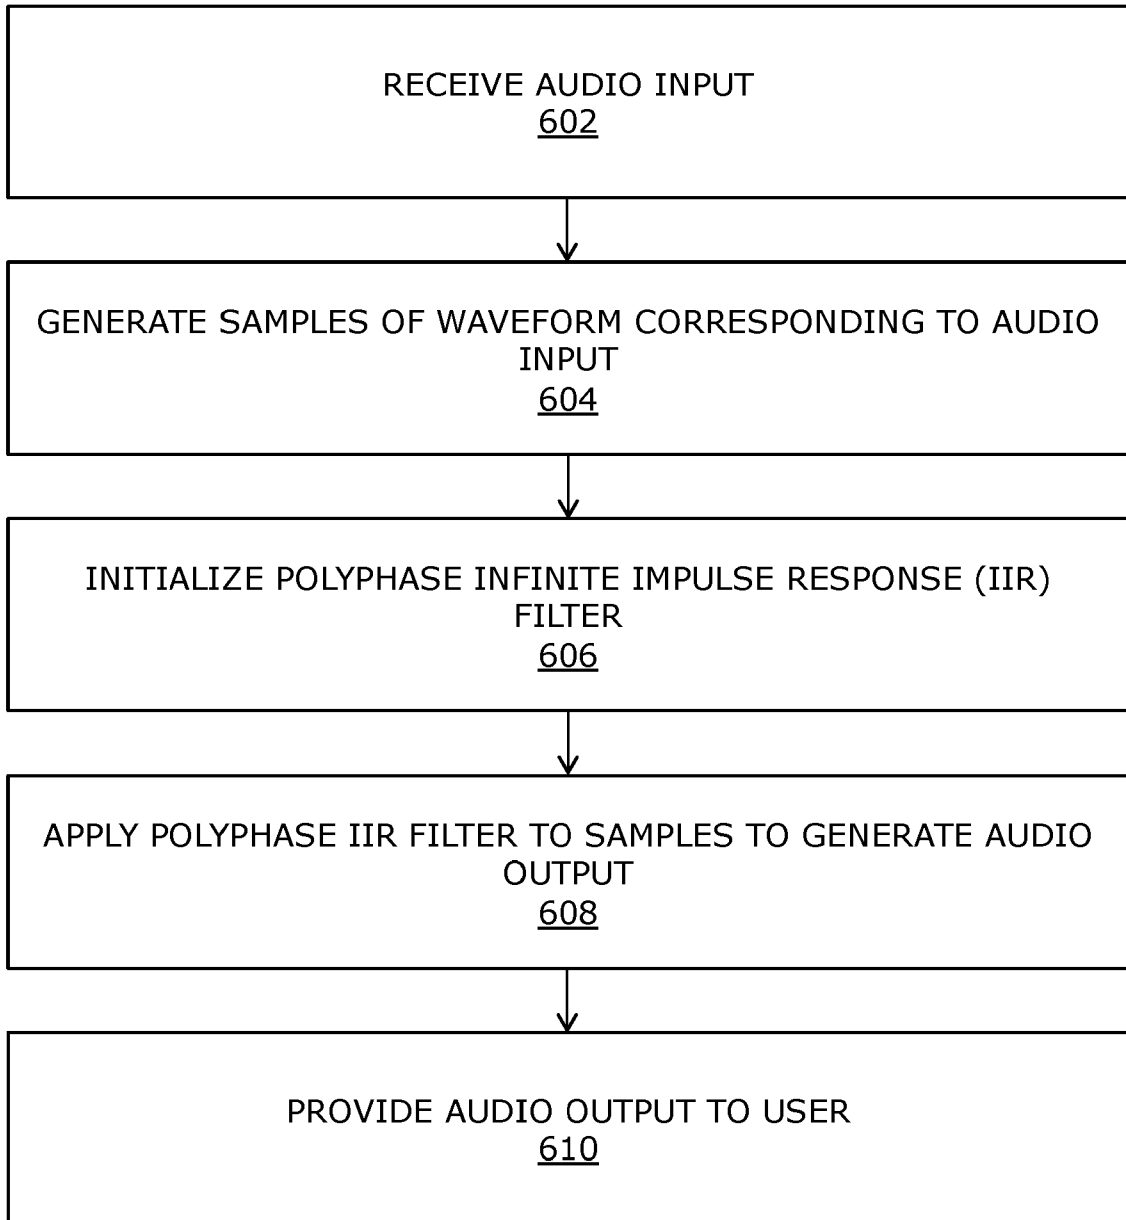 RECEIVE AUDIO INPUT
602
GENERATE SAMPLES OF WAVEFORM CORRESPONDING TO AUDIO
INPUT
604
INITIALIZE POLYPHASE INFINITE IMPULSE RESPONSE (IIR)
FILTER
606
APPLY POLYPHASE IIR FILTER TO SAMPLES TO GENERATE AUDIO
OUTPUT
608
PROVIDE AUDIO OUTPUT TO USER
610